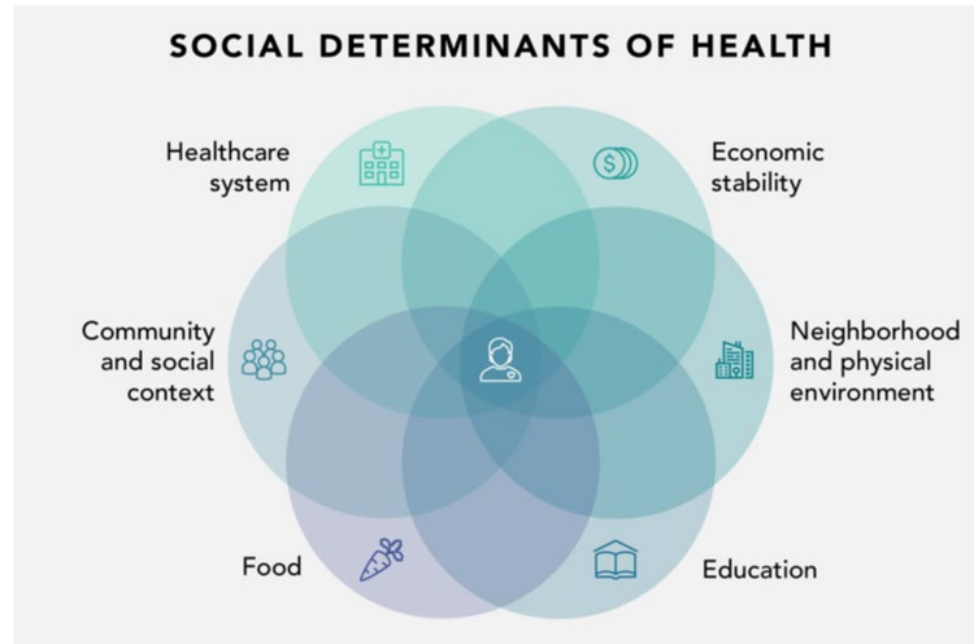 SOCIAL DETERMINANTS OF HEALTH
Healthcare
system
Economic
stability
Community
and social
context
Neighborhood
and physical
environment
Food
Education